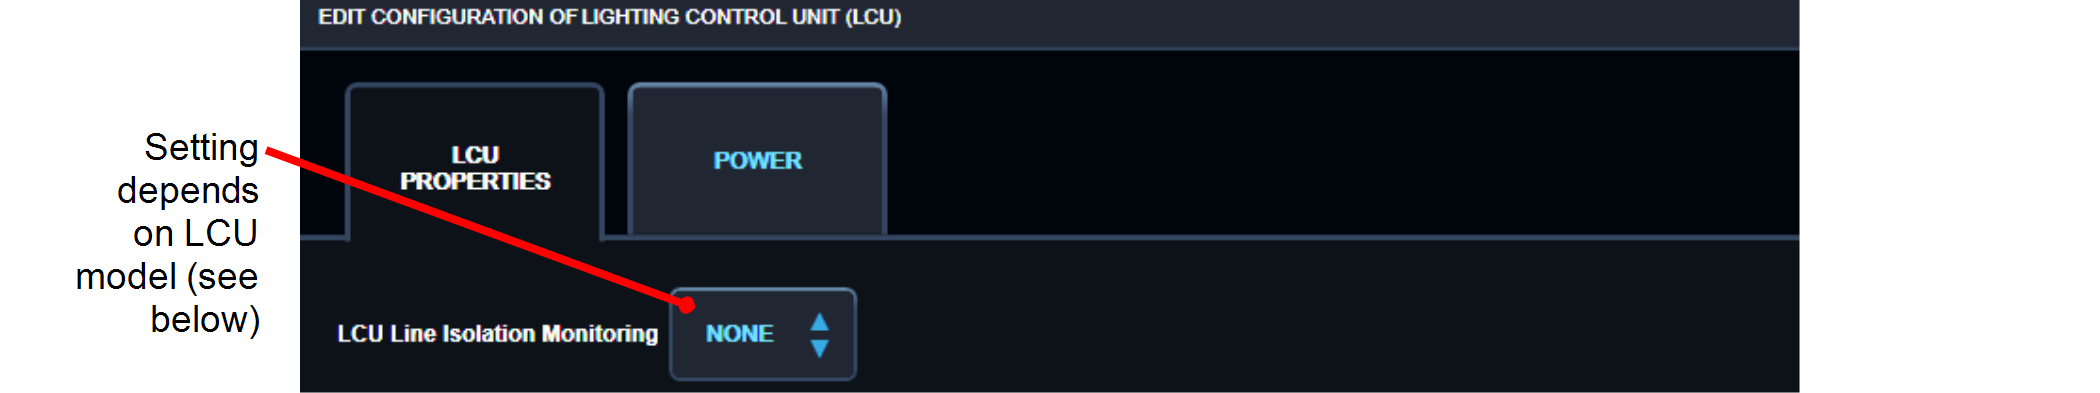 EDIT CONFIGURATION OF LIGHTING CONTROL UNIT (LCU)
LCU
PROPERTIES
POWER
Setting
depends
on LCU
model (see
below)
LCU Line Isolation Monitoring
NONE